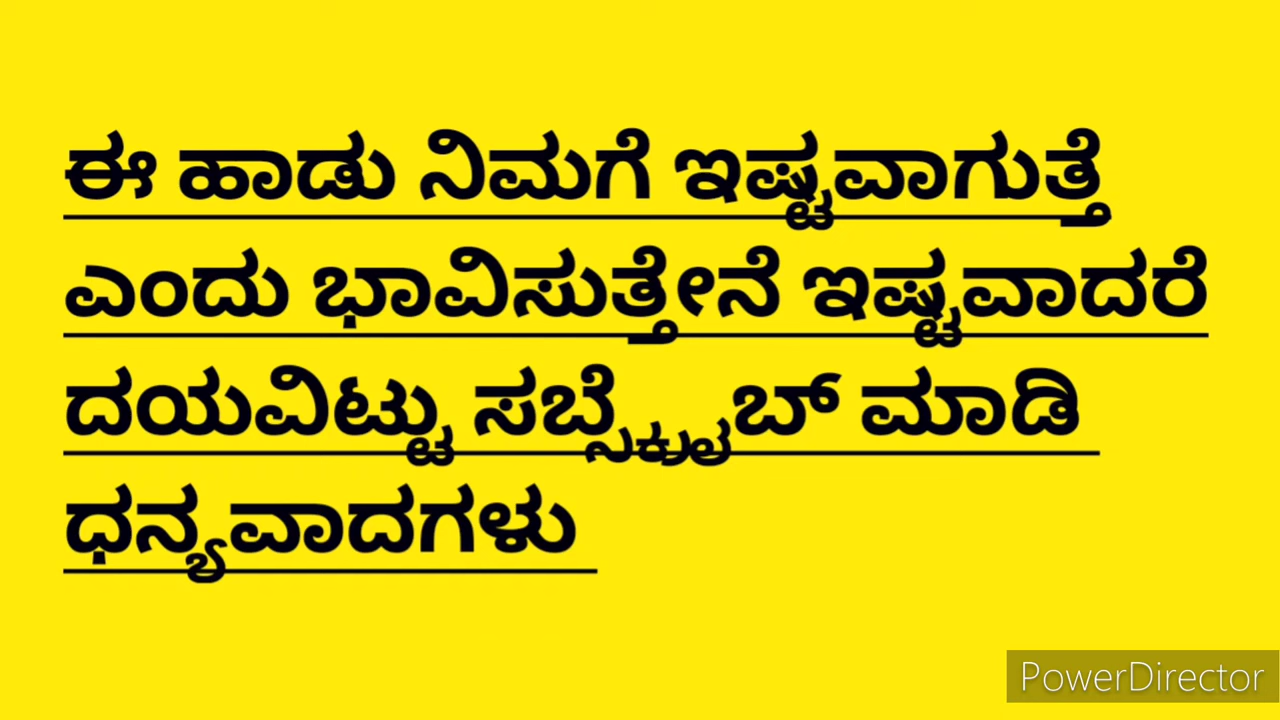 ಈ ಹಾಡು ನಿಮಗೆ ಇಷ್ಟವಾಗುತ್ತೆ
ಎಂದು ಭಾವಿಸುತ್ತೇನೆ ಇಷ್ಟವಾದರೆ
ದಯವಿಟ್ಟು ಸಬ್ಸ್ಕ್ರೈಬ್ ಮಾಡಿ
ಧನ್ಯವಾದಗಳು
PowerDirector